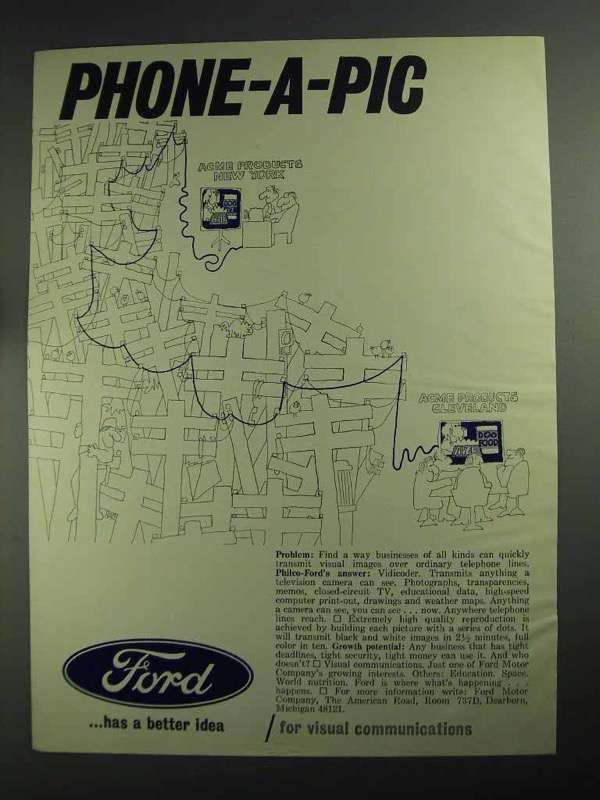 PHONE-A-PIC
ACME PRODUCTS
NEW YORK
DOG
ACME PRODUCTS
CLEVELAND
DOG
FOOD
Problem: Find a way businesses of all kinds can quickly
transmit visual images over ordinary telephone lines.
Philco-Ford's answer: Vidicoder. Transmits anything a
television camera can see. Photographs, transparencies,
memos, closed-circuit TV, educational data, high-speed
computer print-out, drawings and weather maps. Anything
a camera can see, you can see . . . now. Anywhere telephone
lines reach. □ Extremely high quality reproduction is
achieved by building each picture with a series of dots. It
will transmit black and white images in 2½ minutes, full
color in ten. Growth potential: Any business that has tight
deadlines, tight security, tight money can use it. And who
doesn't? □ Visual communications. Just one of Ford Motor
Company's growing interests. Others: Education. Space.
World nutrition. Ford is where what's happening . . .
happens. □ For more information write: Ford Motor
Company, The American Road, Room 737D, Dearborn,
Michigan 48121.
Ford
...has a better idea / for visual communications